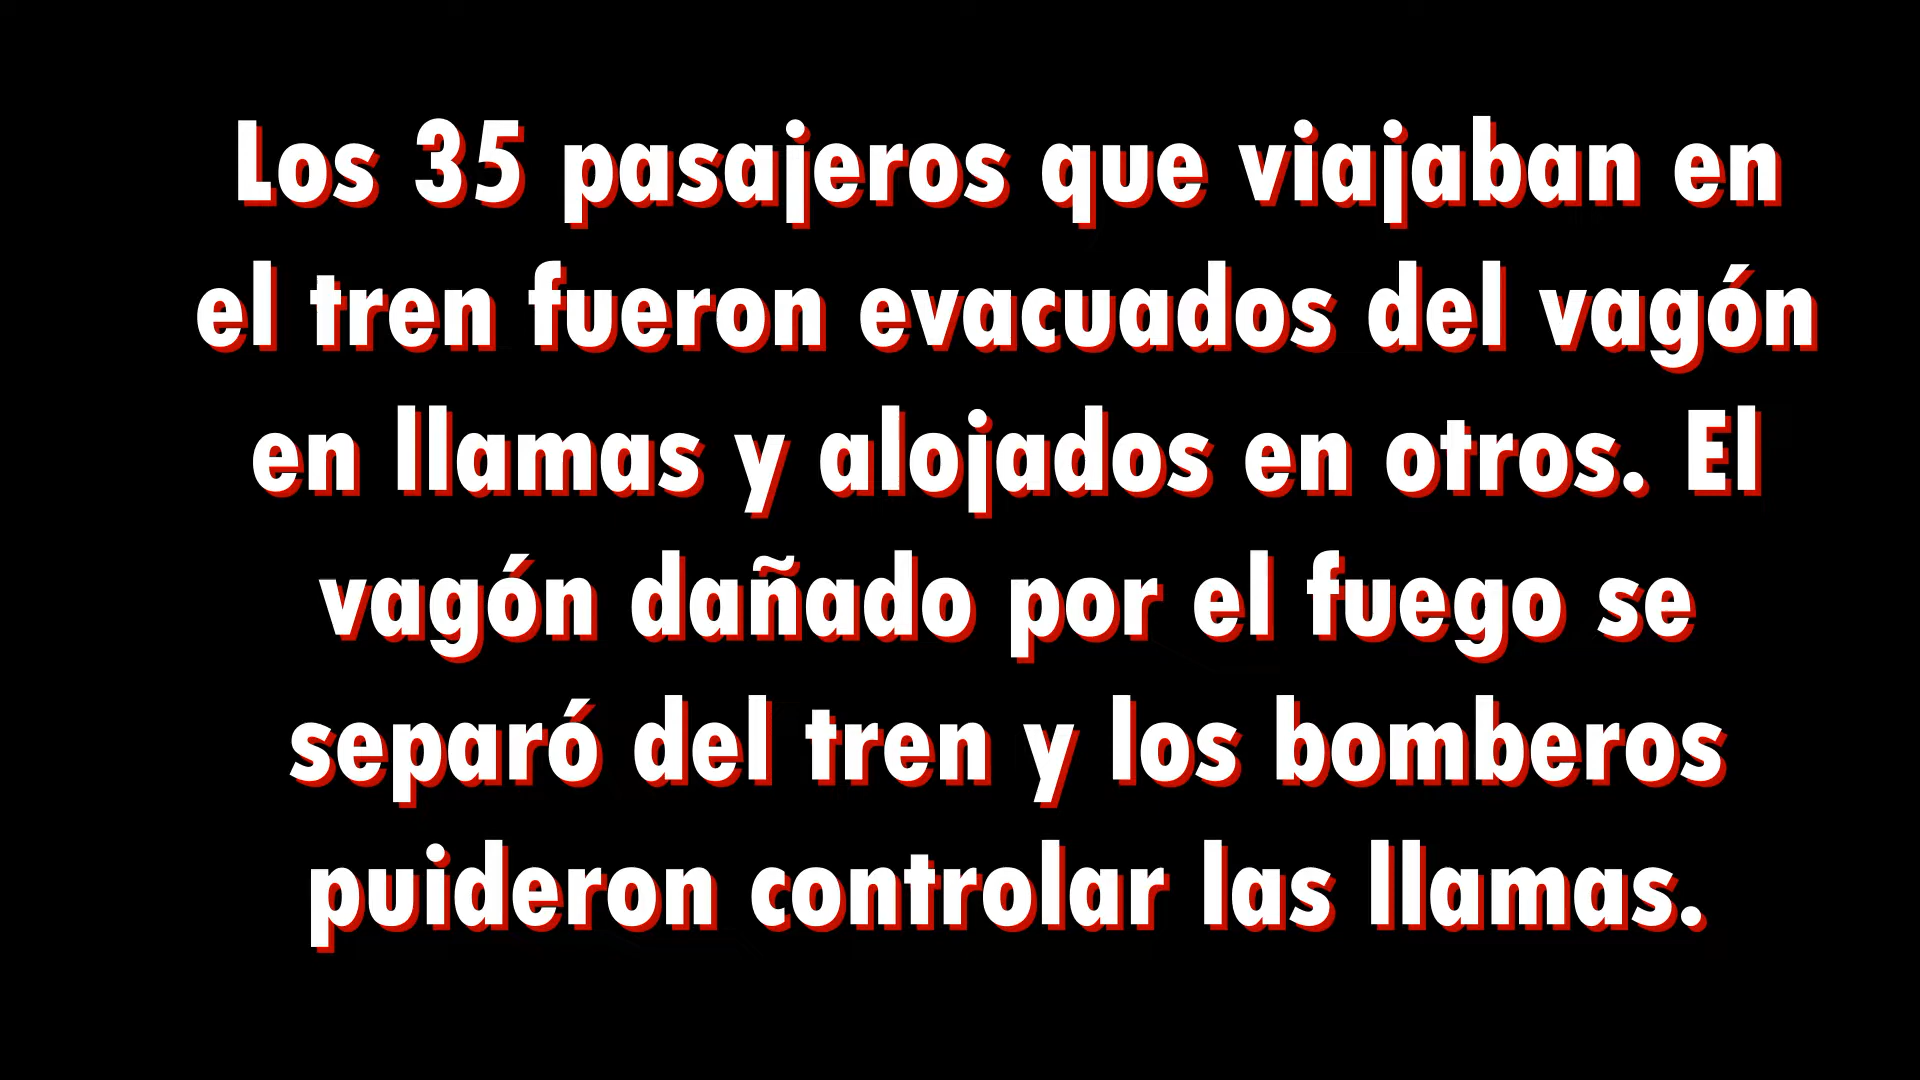 Los 35 pasajeros que viajaban en
el tren fueron evacuados del vagón
en llamas y alojados en otros. El
vagón dañado por el fuego se
separó del tren y los bomberos
puideron controlar las llamas.